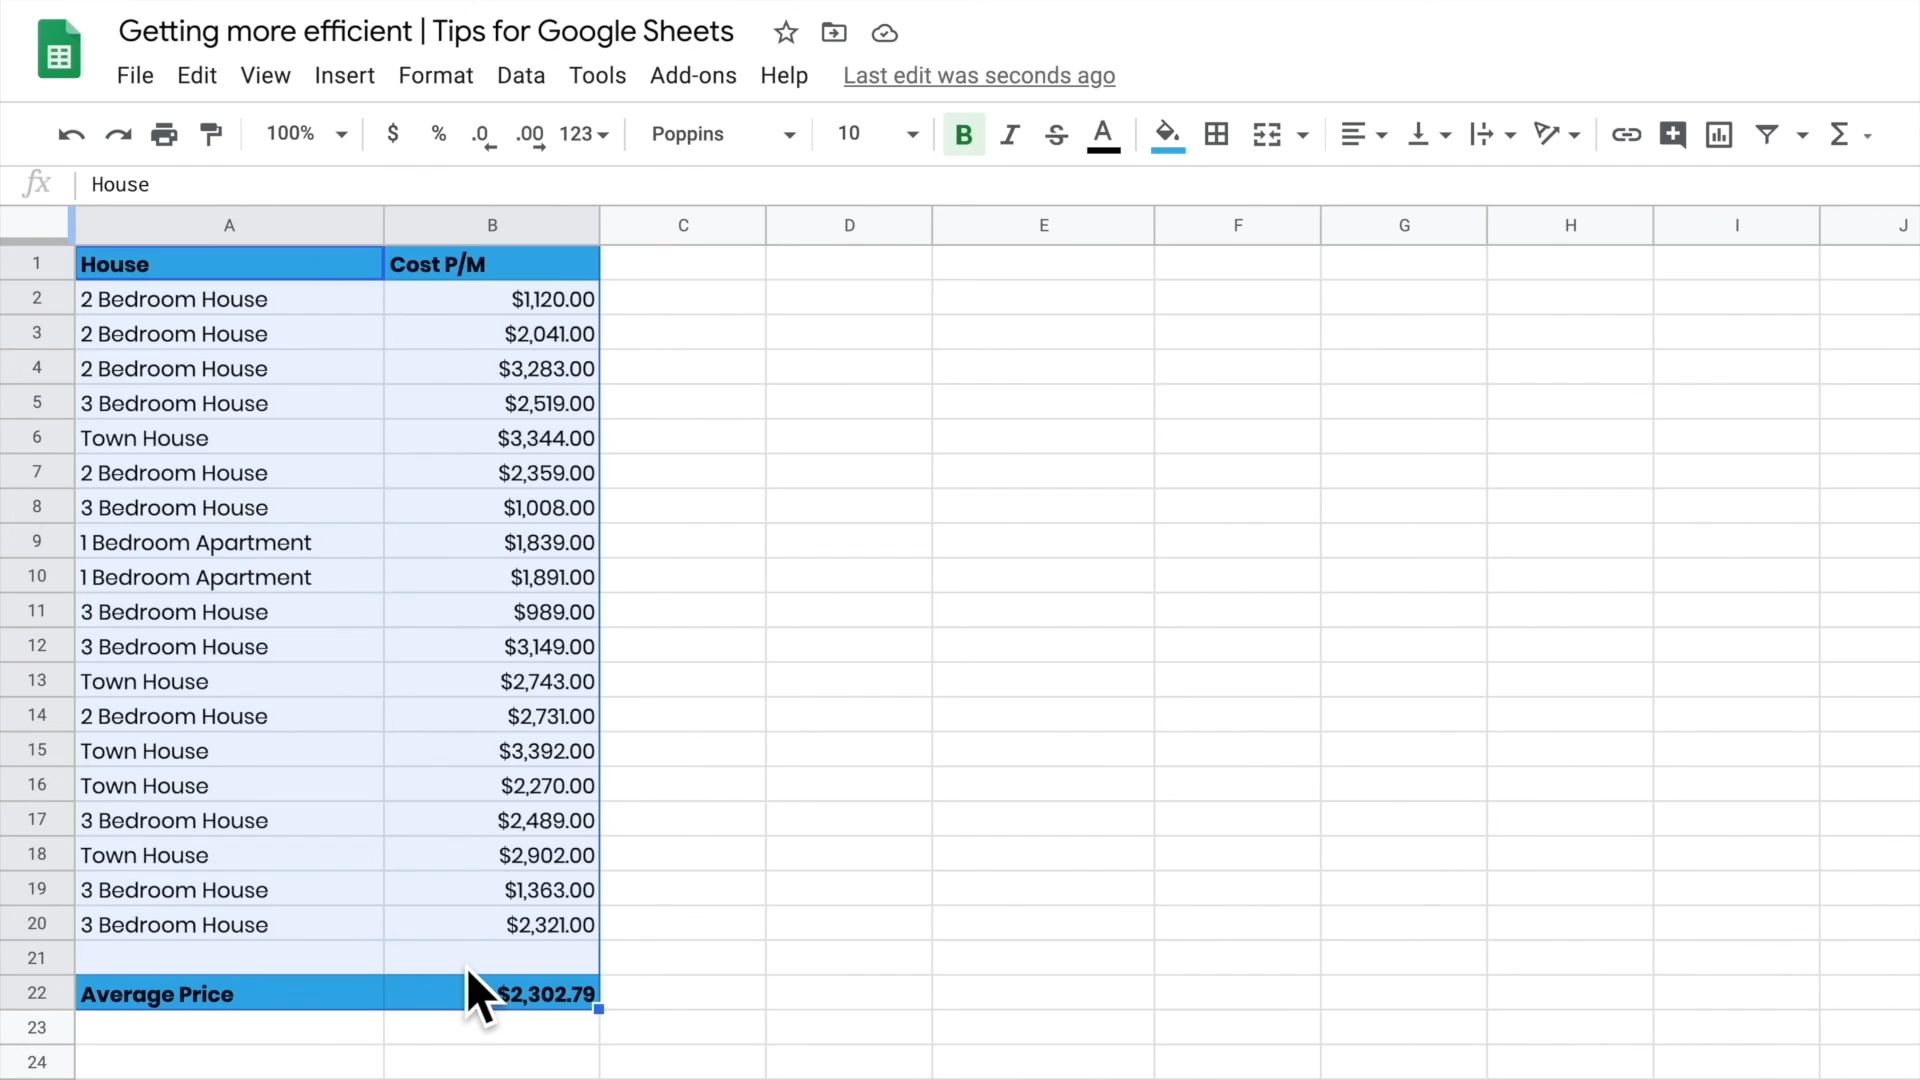 Getting more efficient | Tips for Google Sheets
File Edit View Insert Format Data Tools Add-ons Help Last edit was seconds ago
100% $ % .0 .00 123 Poppins 10 B I S A Σ
fx House
A B C D E F G H I J
1 House Cost P/M
2 2 Bedroom House $1,120.00
3 2 Bedroom House $2,041.00
4 2 Bedroom House $3,283.00
5 3 Bedroom House $2,519.00
6 Town House $3,344.00
7 2 Bedroom House $2,359.00
8 3 Bedroom House $1,008.00
9 1 Bedroom Apartment $1,839.00
10 1 Bedroom Apartment $1,891.00
11 3 Bedroom House $989.00
12 3 Bedroom House $3,149.00
13 Town House $2,743.00
14 2 Bedroom House $2,731.00
15 Town House $3,392.00
16 Town House $2,270.00
17 3 Bedroom House $2,489.00
18 Town House $2,902.00
19 3 Bedroom House $1,363.00
20 3 Bedroom House $2,321.00
21
22 Average Price $2,302.79
23
24